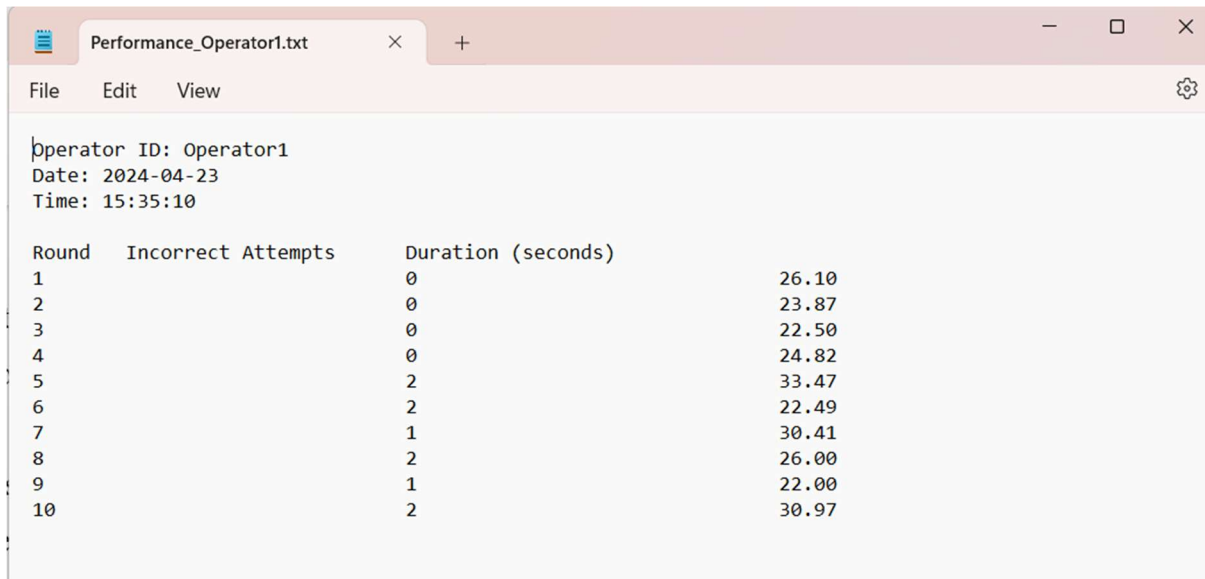 Performance_Operator1.txt
File Edit View
Operator ID: Operator1
Date: 2024-04-23
Time: 15:35:10
Round Incorrect Attempts Duration (seconds)
1 0 26.10
2 0 23.87
3 0 22.50
4 0 24.82
5 2 33.47
6 2 22.49
7 1 30.41
8 2 26.00
9 1 22.00
10 2 30.97